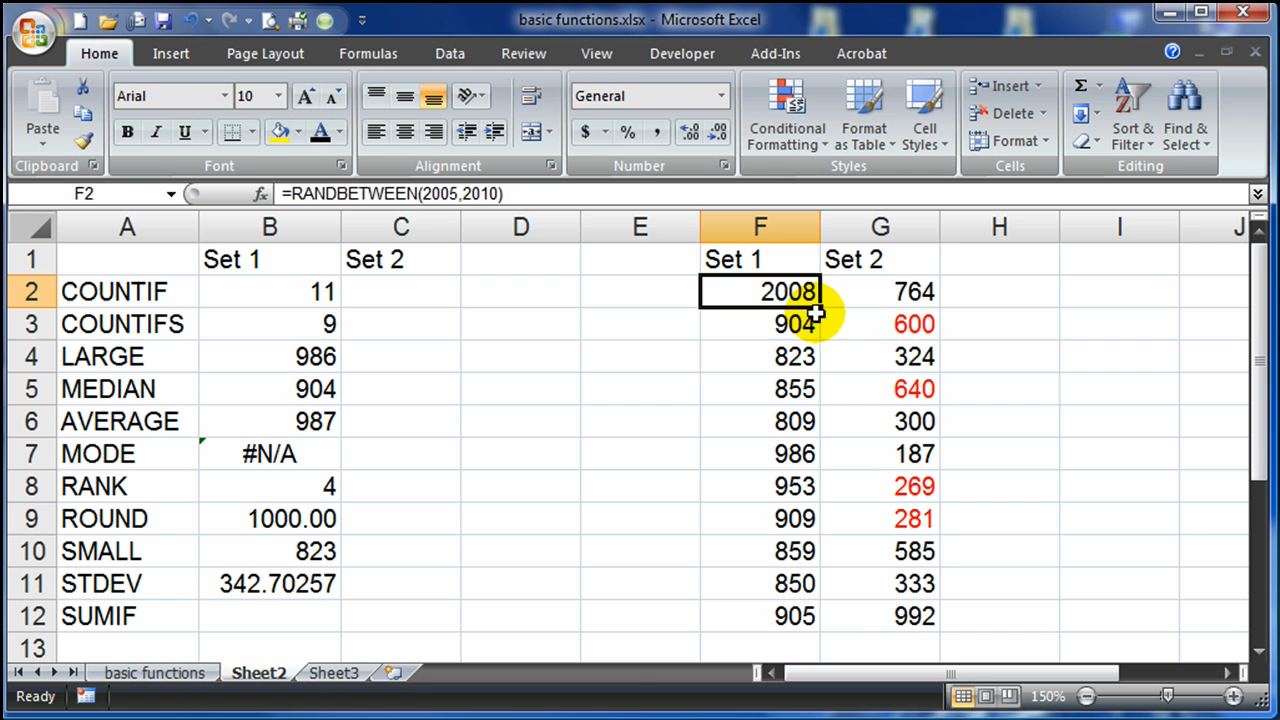 basic functions.xlsx - Microsoft Excel
Home Insert Page Layout Formulas Data Review View Developer Add-Ins Acrobat
Paste
Arial 10
B I U A
General
$ % ,
Conditional Formatting
Format as Table
Cell Styles
Insert
Delete
Format
Σ
Sort & Filter
Find & Select
Clipboard Font Alignment Number Styles Cells Editing
F2 fx =RANDBETWEEN(2005,2010)
A B C D E F G H I J
1 Set 1 Set 2 Set 1 Set 2
2 COUNTIF 11 2008 764
3 COUNTIFS 9 904 600
4 LARGE 986 823 324
5 MEDIAN 904 855 640
6 AVERAGE 987 809 300
7 MODE #N/A 986 187
8 RANK 4 953 269
9 ROUND 1000.00 909 281
10 SMALL 823 859 585
11 STDEV 342.70257 850 333
12 SUMIF 905 992
13
basic functions Sheet2 Sheet3
Ready 150%